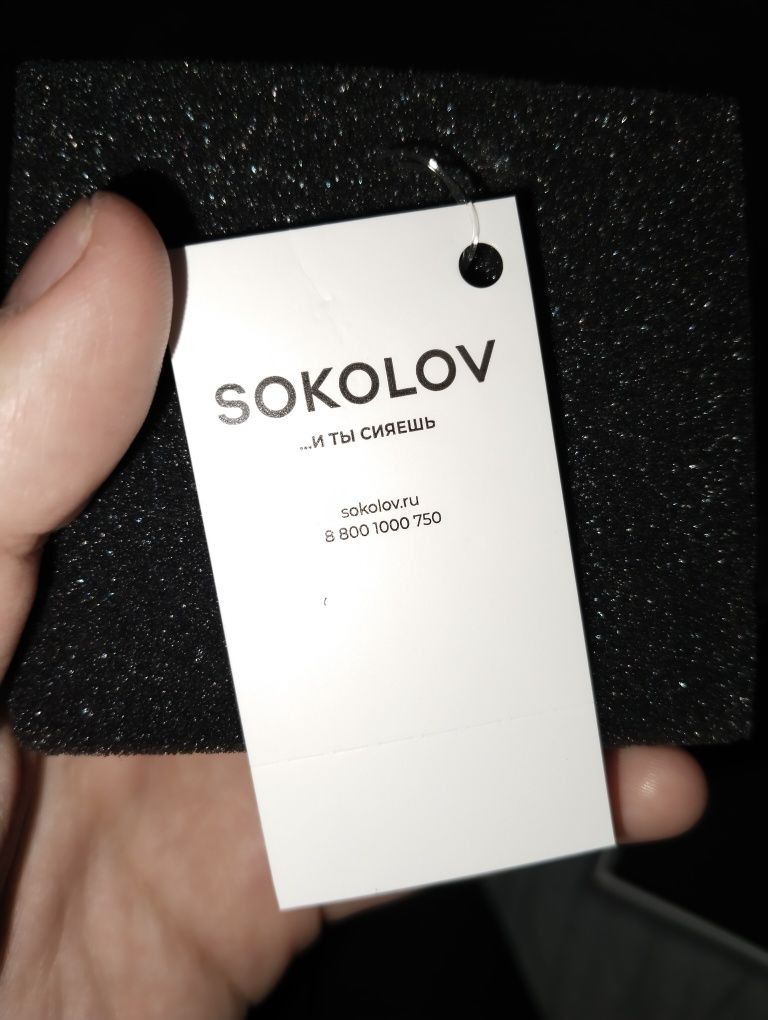 SOKOLOV
...И ТЫ СИЯЕШЬ
sokolov.ru
8 800 1000 750